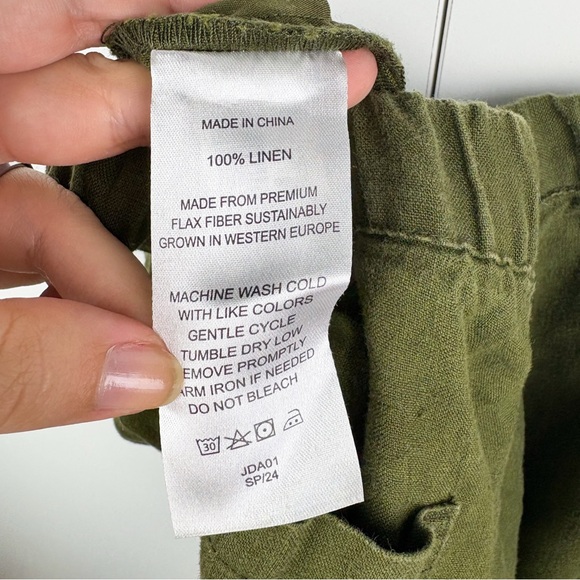 MADE IN CHINA
100% LINEN
MADE FROM PREMIUM
FLAX FIBER SUSTAINABLY
GROWN IN WESTERN EUROPE
MACHINE WASH COLD
WITH LIKE COLORS
GENTLE CYCLE
TUMBLE DRY LOW
EMOVE PROMPTLY
ARM IRON IF NEEDED
DO NOT BLEACH
30
JDA01
SP/24